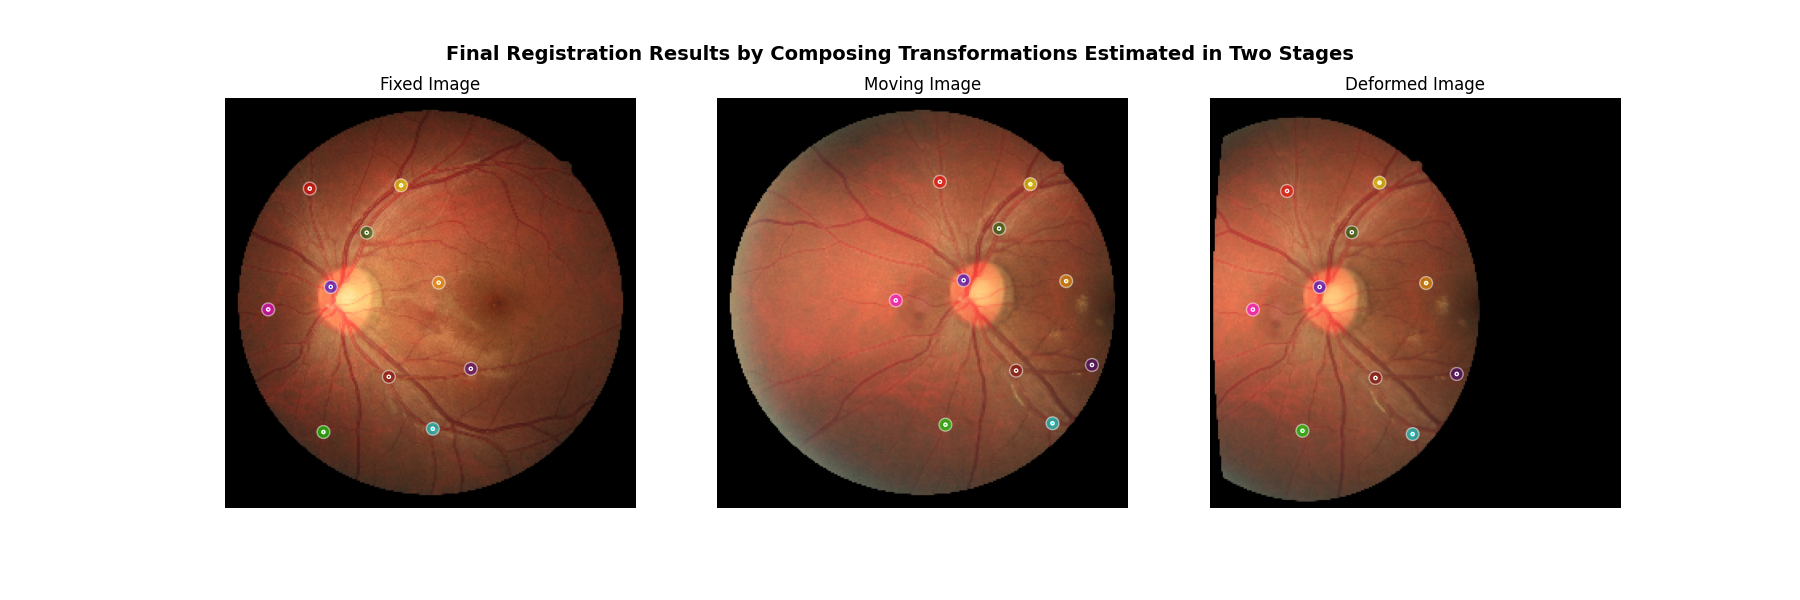 Final Registration Results by Composing Transformations Estimated in Two Stages
Fixed Image
Moving Image
Deformed Image